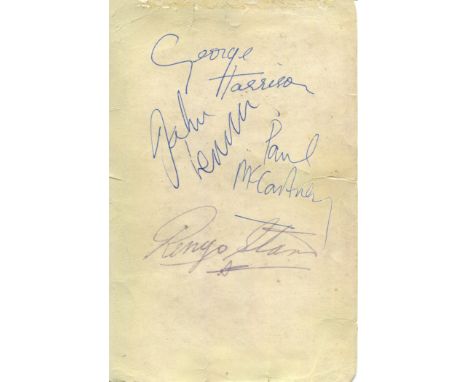 George
Harrison
John
Lennon
Paul
McCartney
Ringo Starr